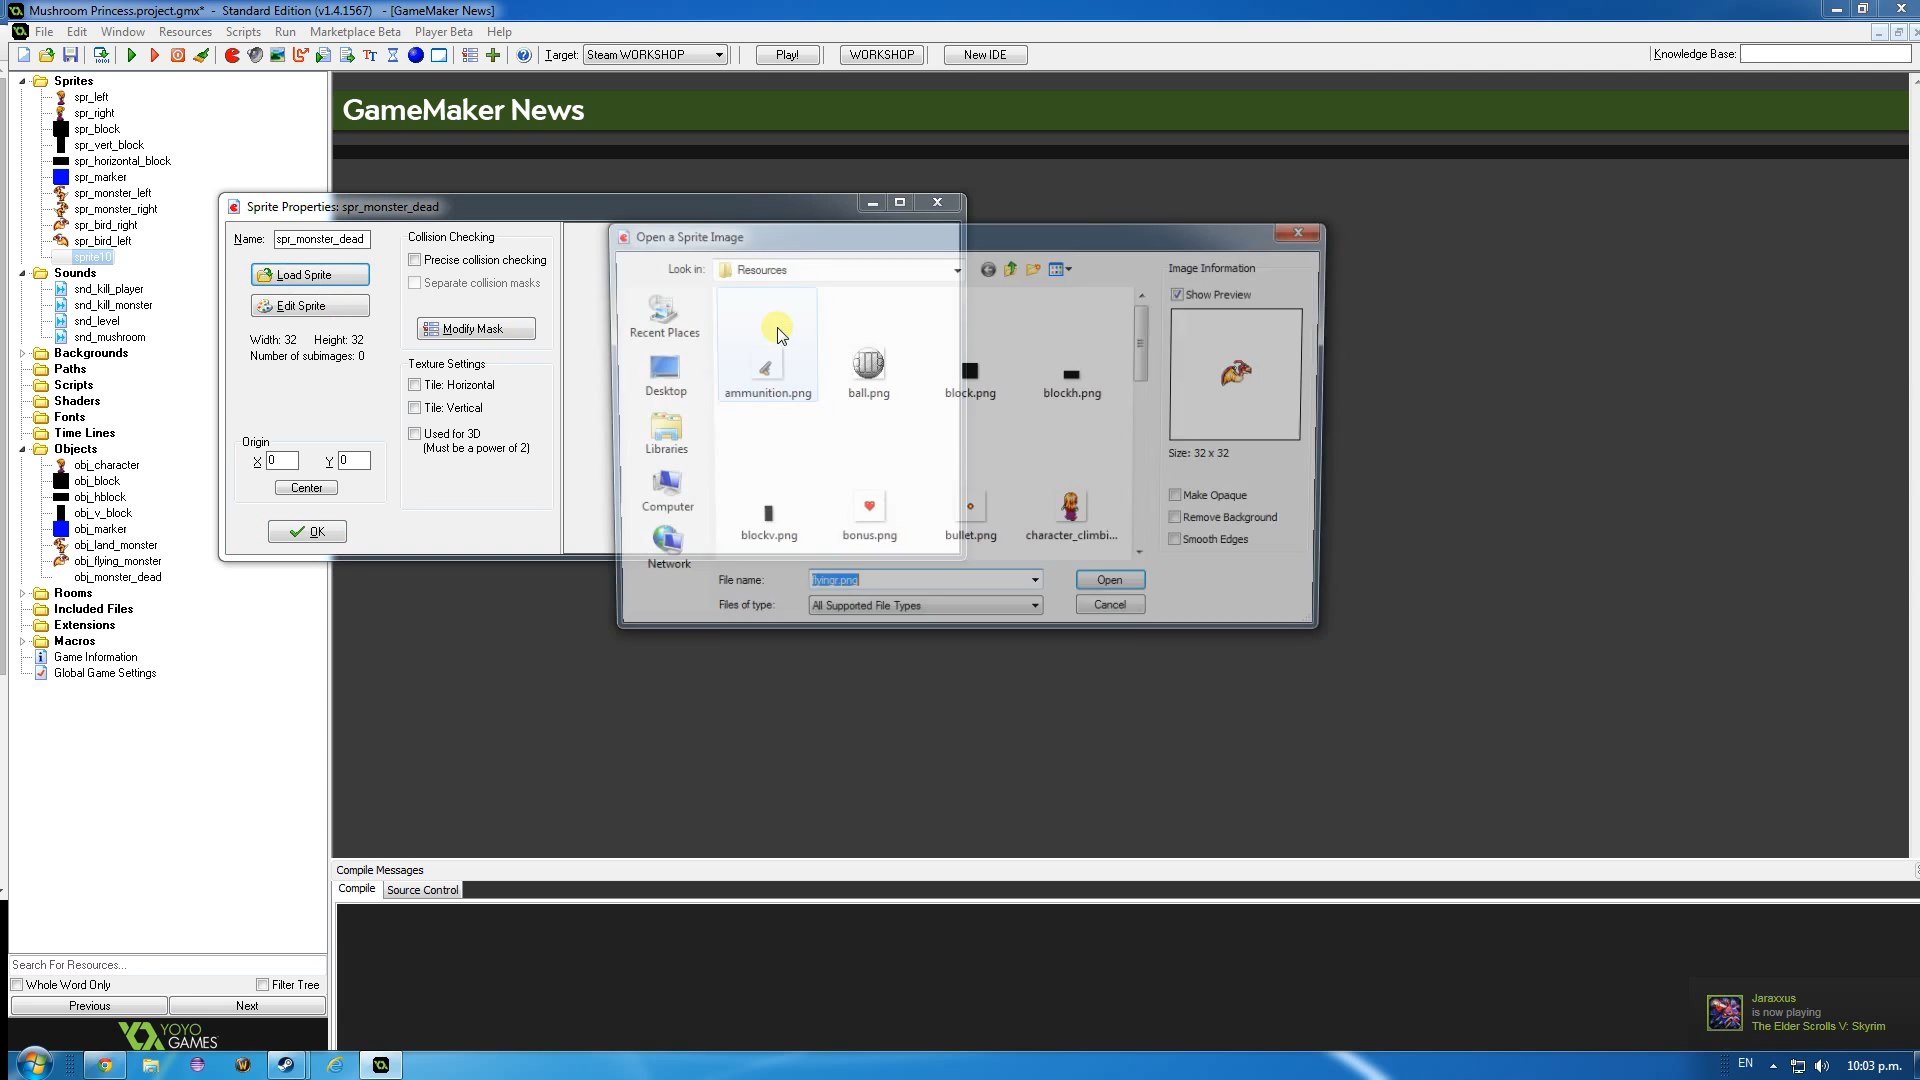 Mushroom Princess.project.gmx*  -  Standard Edition (v1.4.1567)  - [GameMaker News]
File Edit Window Resources Scripts Run Marketplace Beta Player Beta Help
Target: Steam WORKSHOP Play! WORKSHOP New IDE Knowledge Base:
Sprites
spr_left
spr_right
spr_block
spr_vert_block
spr_horizontal_block
spr_marker
spr_monster_left
spr_monster_right
spr_bird_right
spr_bird_left
sprite10
Sounds
snd_kill_player
snd_kill_monster
snd_level
snd_mushroom
Backgrounds
Paths
Scripts
Shaders
Fonts
Time Lines
Objects
obj_character
obj_block
obj_hblock
obj_v_block
obj_marker
obj_land_monster
obj_flying_monster
obj_monster_dead
Rooms
Included Files
Extensions
Macros
Game Information
Global Game Settings
Search For Resources...
Whole Word Only Filter Tree
Previous Next
YOYO
GAMES
GameMaker News
Sprite Properties: spr_monster_dead
Name: spr_monster_dead
Load Sprite
Edit Sprite
Width: 32 Height: 32
Number of subimages: 0
Origin
X 0 Y 0
Center
OK
Collision Checking
Precise collision checking
Separate collision masks
Modify Mask
Texture Settings
Tile: Horizontal
Tile: Vertical
Used for 3D
(Must be a power of 2)
Open a Sprite Image
Look in: Resources
Recent Places
Desktop
Libraries
Computer
Network
ammunition.png ball.png block.png blockh.png
blockv.png bonus.png bullet.png character_climbi...
File name: flyingr.png Open
Files of type: All Supported File Types Cancel
Image Information
Show Preview
Size: 32 x 32
Make Opaque
Remove Background
Smooth Edges
Compile Messages
Compile Source Control
Jaraxxus
is now playing
The Elder Scrolls V: Skyrim
EN 10:03 p.m.